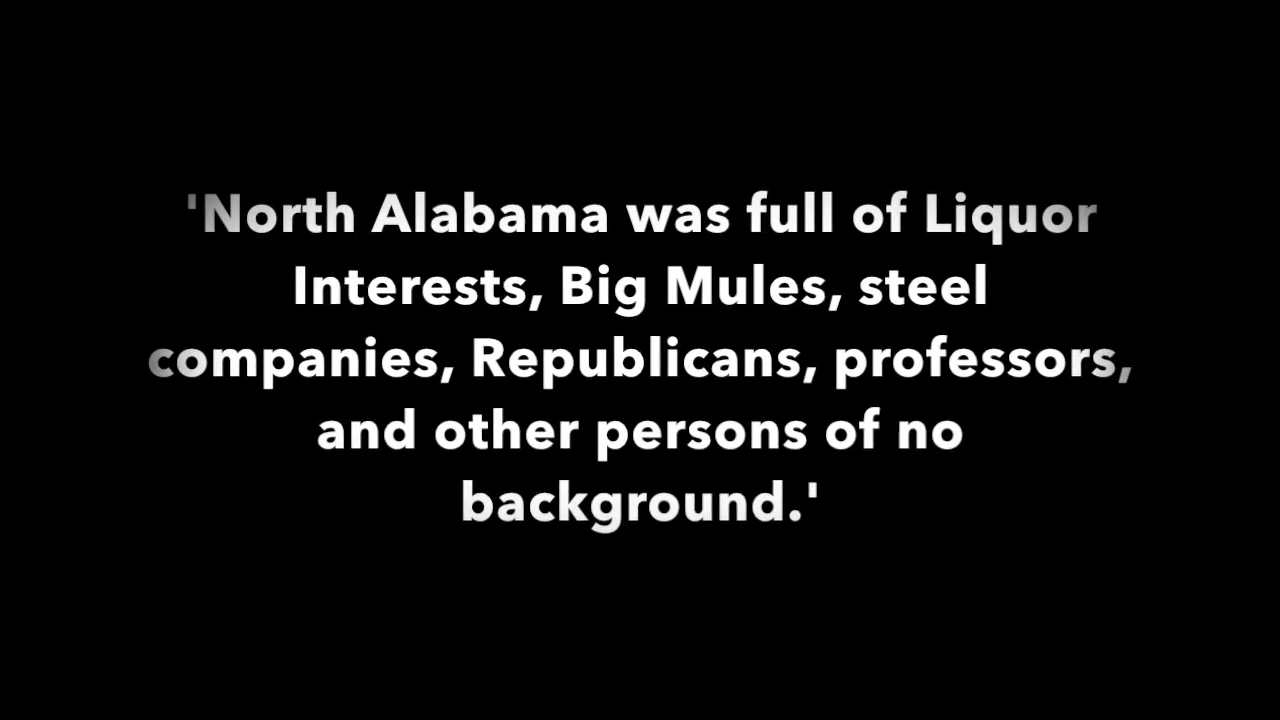 'North Alabama was full of Liquor
Interests, Big Mules, steel
companies, Republicans, professors,
and other persons of no
background.'